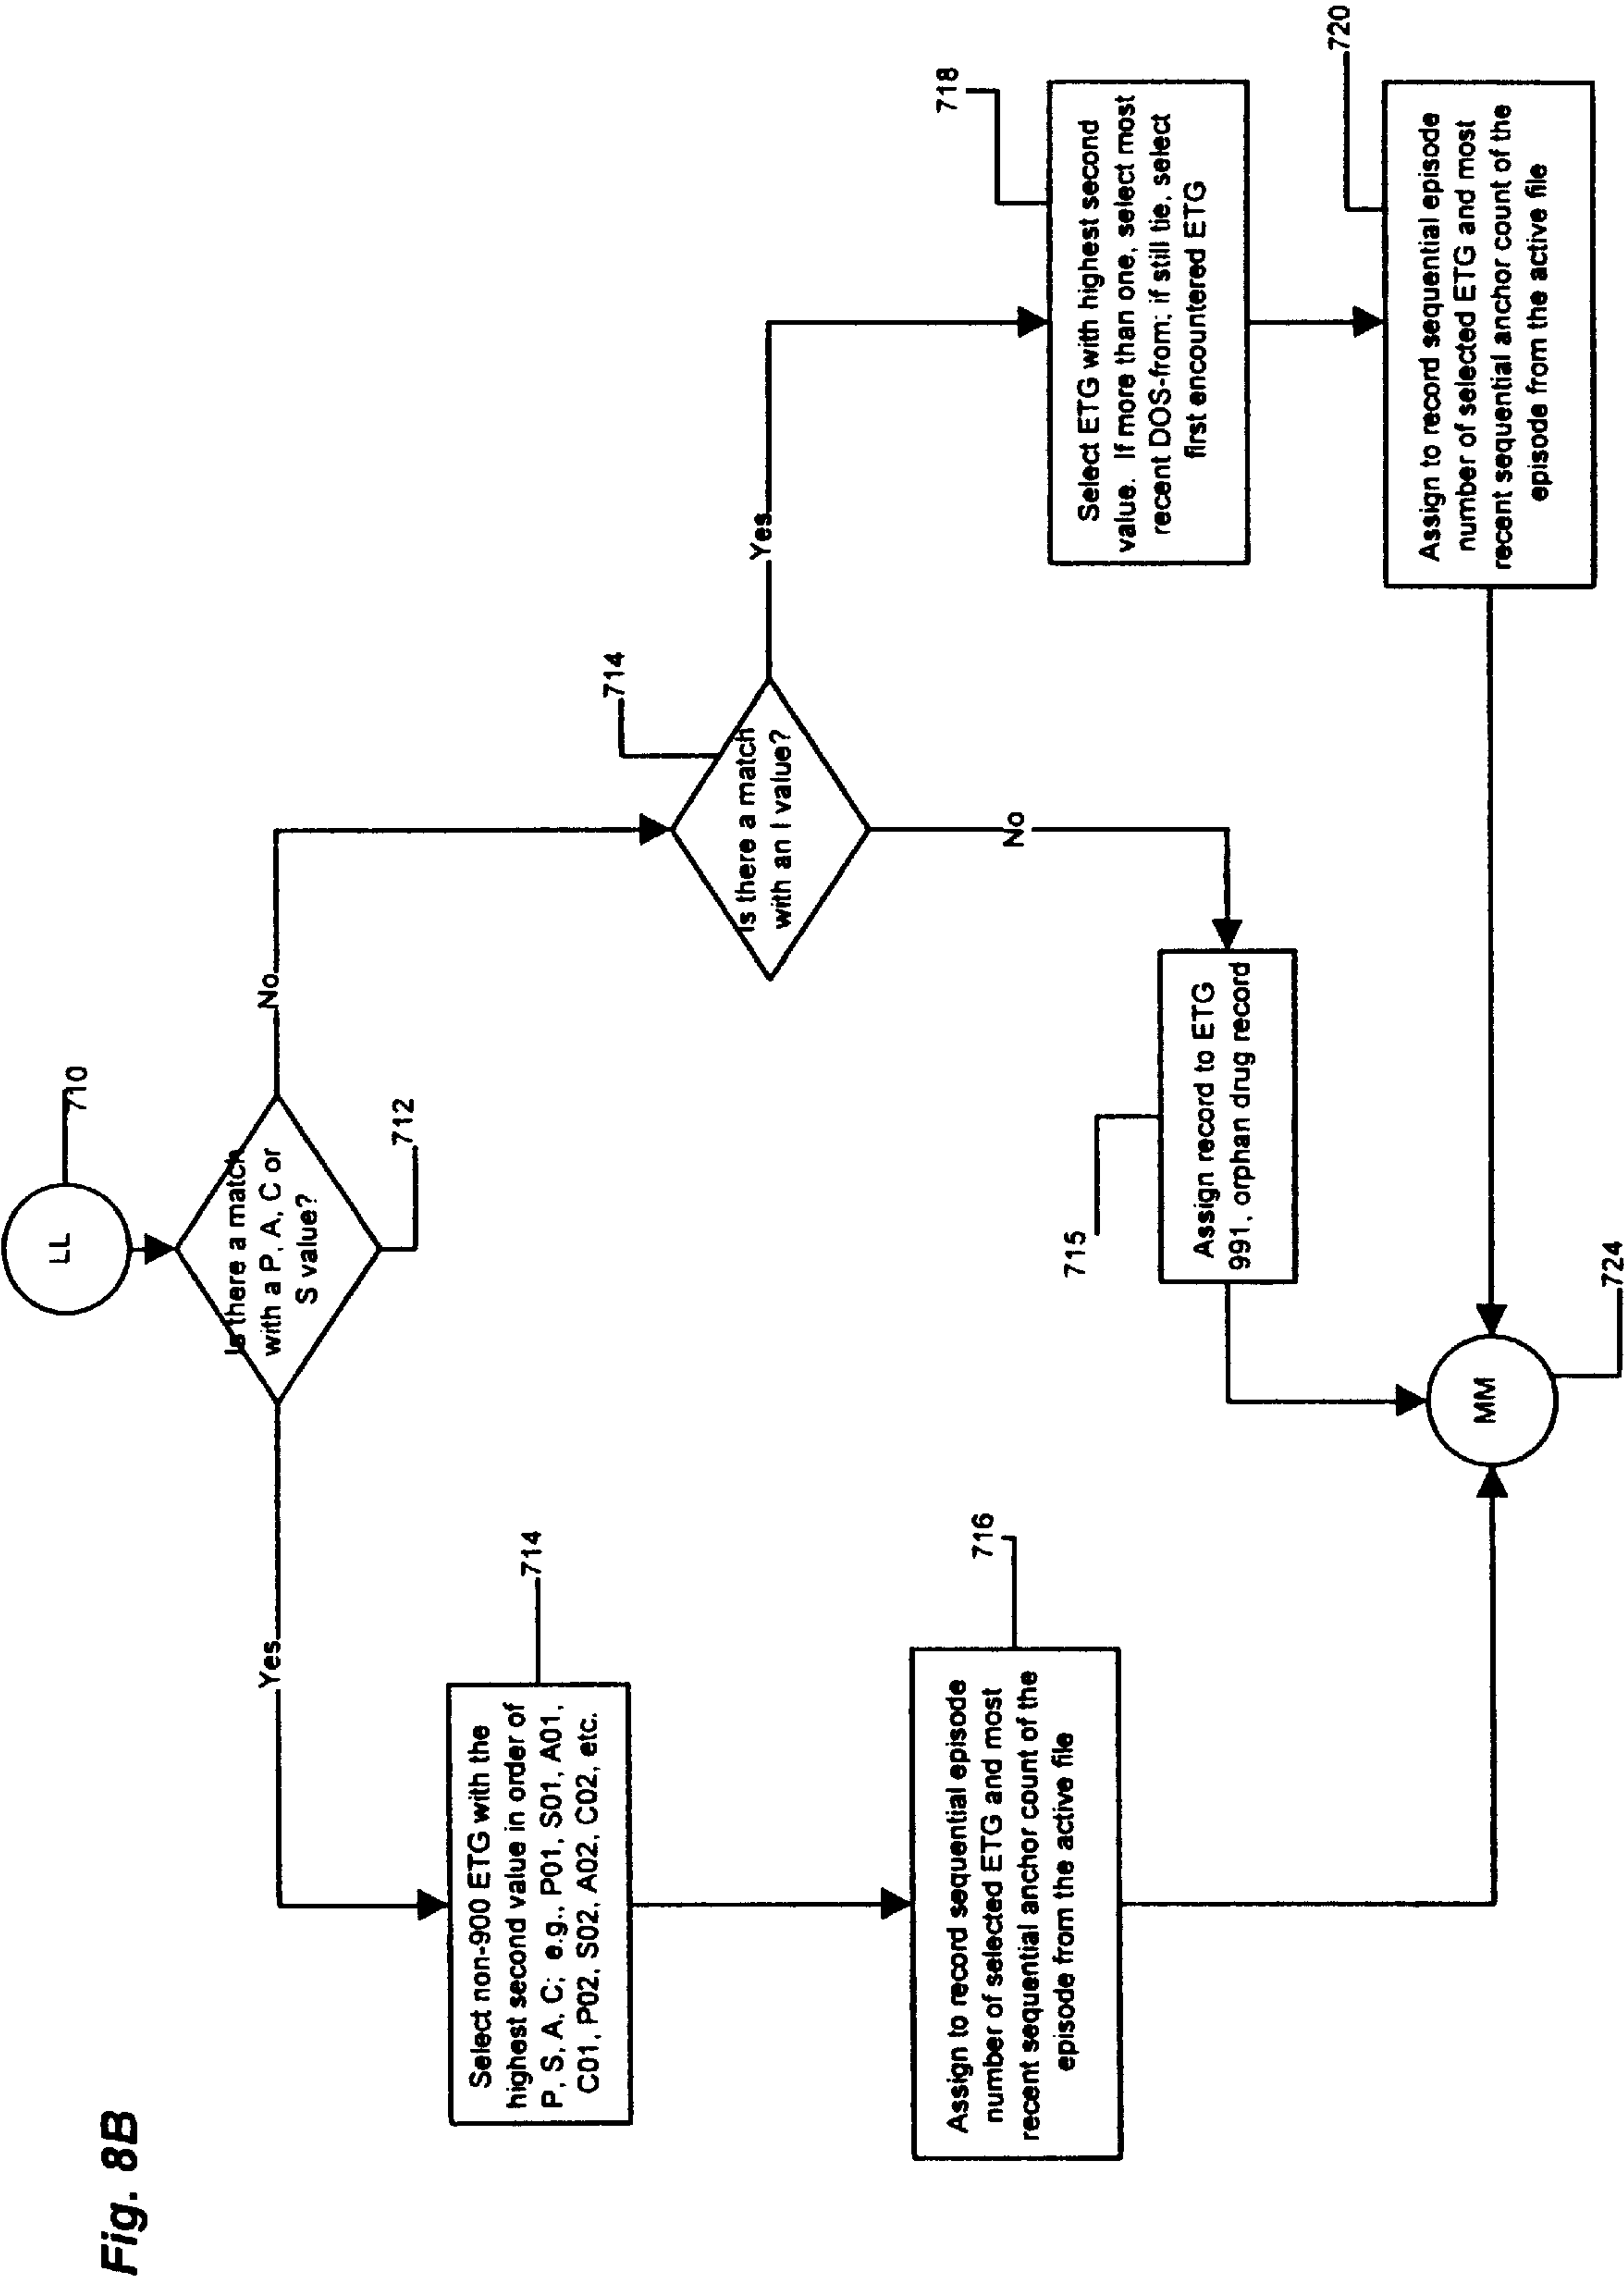 Fig. 8B
LL
710
Is there a match
with a P, A, C or
S value?
712
Yes
No
Select non-900 ETG with the
highest second value in order of
P, S, A, C; e.g., P01, S01, A01,
C01, P02, S02, A02, C02, etc.
714
Is there a match
with an I value?
714
Yes
No
Assign to record sequential episode
number of selected ETG and most
recent sequential anchor count of the
episode from the active file
716
Assign record to ETG
991, orphan drug record
715
Select ETG with highest second
value. If more than one, select most
recent DOS-from; if still tie, select
first encountered ETG
718
Assign to record sequential episode
number of selected ETG and most
recent sequential anchor count of the
episode from the active file
720
MM
724